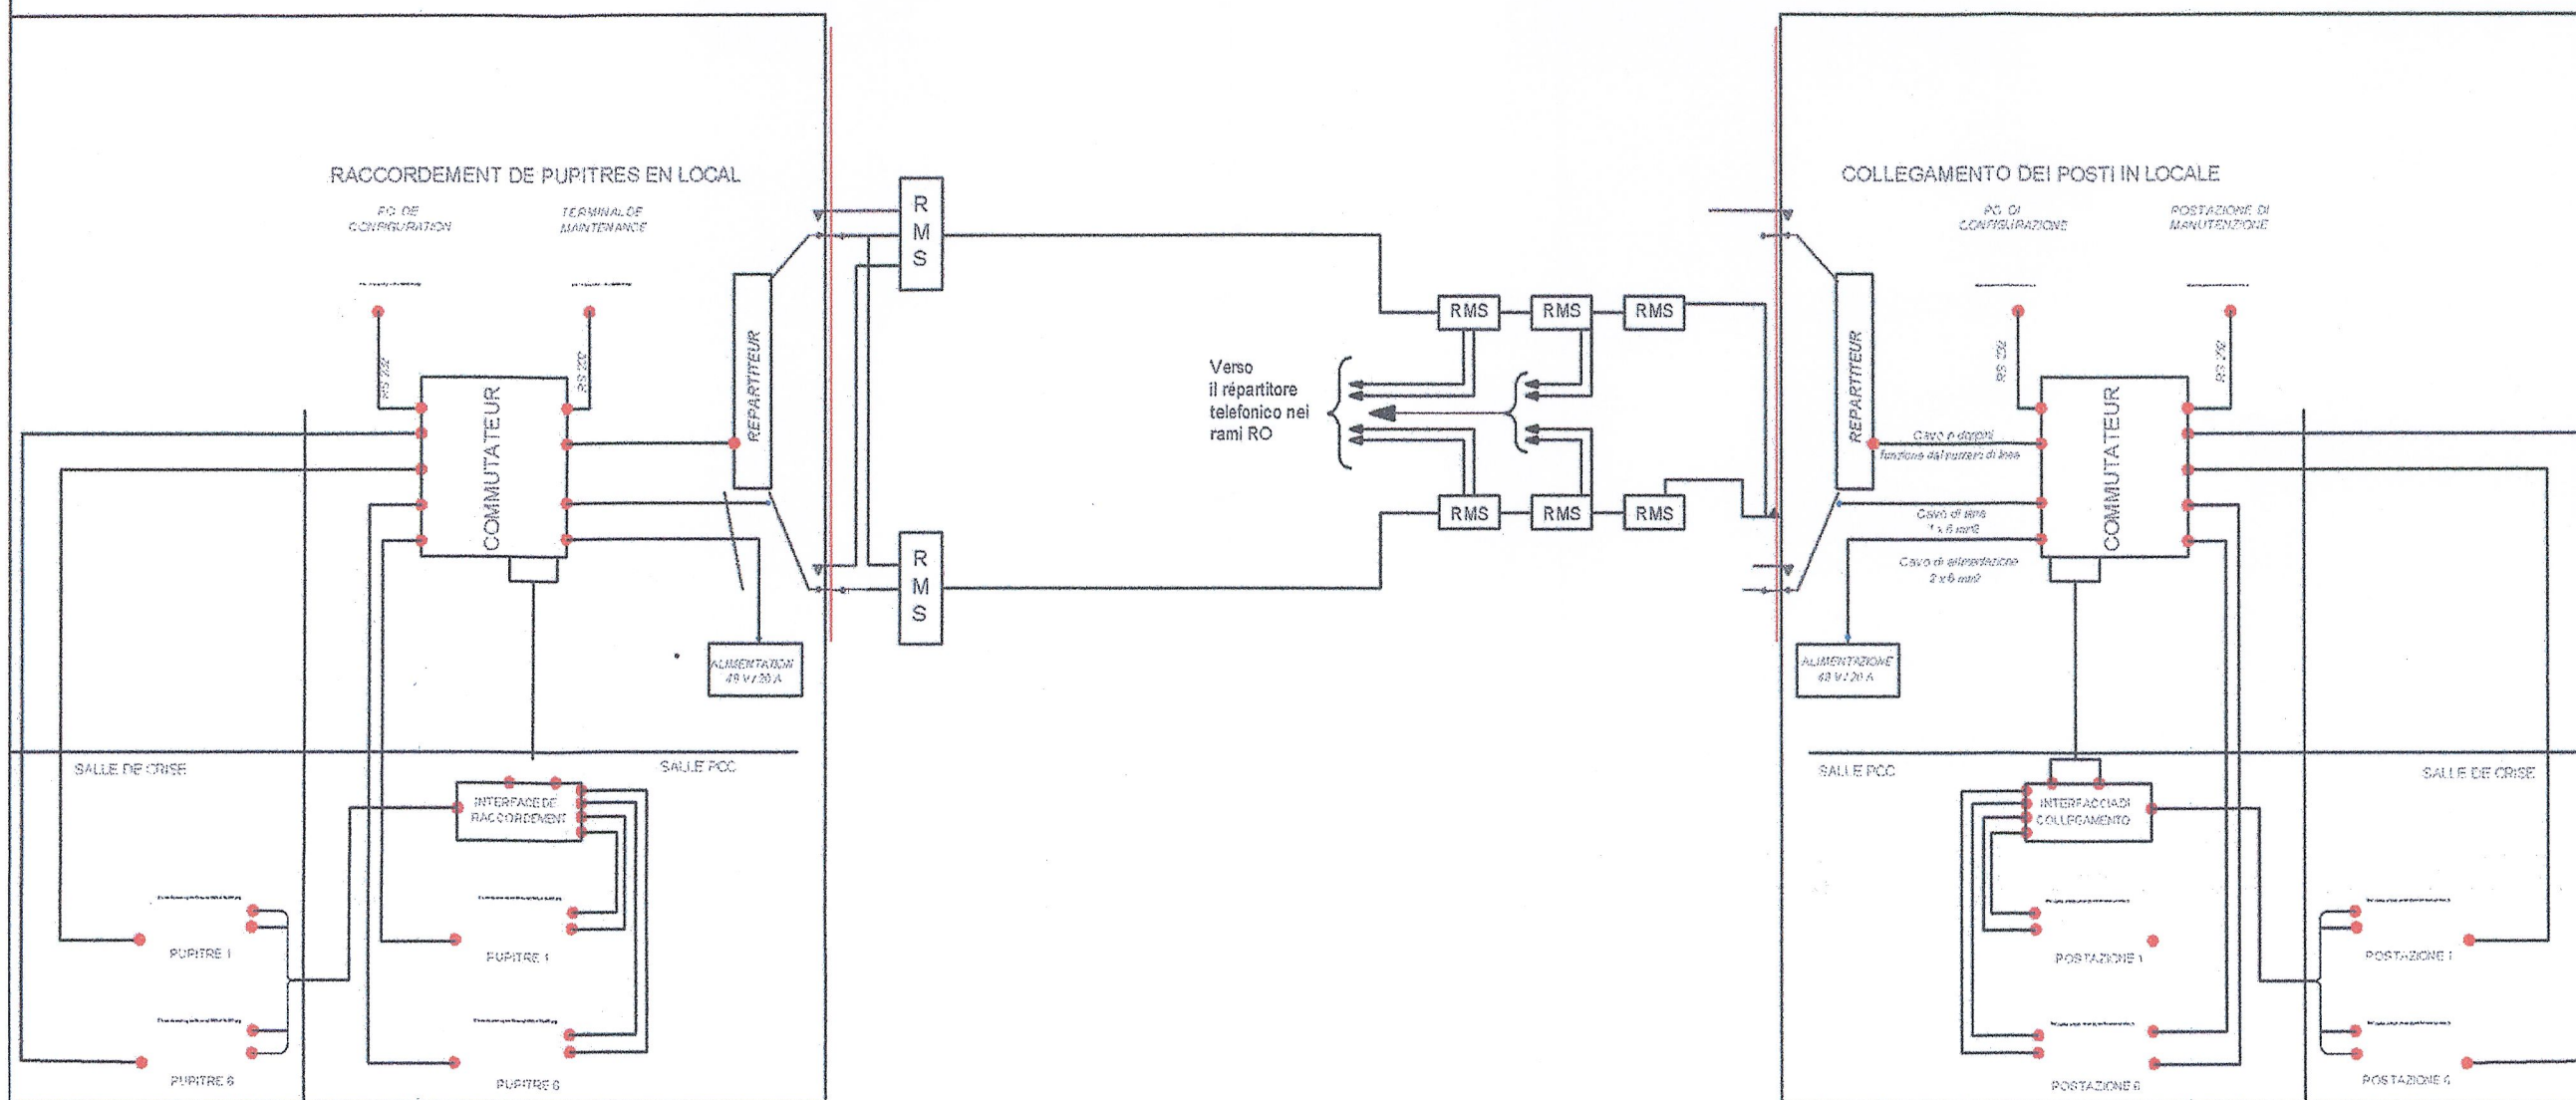 RACCORDEMENT DE PUPITRES EN LOCAL
PC DE
CONFIGURATION
TERMINAL DE
MAINTENANCE
RS 232
RS 232
COMMUTATEUR
REPARTITEUR
ALIMENTATION
48 V / 20 A
SALLE DE CRISE
SALLE PCC
INTERFACE DE
RACCORDEMENT
PUPITRE 1
PUPITRE 1
PUPITRE 6
PUPITRE 6
R
M
S
R
M
S
RMS
RMS
RMS
Verso
il répartitore
telefonico nei
rami RO
RMS
RMS
RMS
COLLEGAMENTO DEI POSTI IN LOCALE
PC DI
CONFIGURAZIONE
POSTAZIONE DI
MANUTENZIONE
RS 232
RS 232
REPARTITEUR
COMMUTATEUR
Cavo n doppini
funzione dal numero di linee
Cavo di
1 x 6 mm2
Cavo di alimentazione
2 x 6 mm2
ALIMENTAZIONE
48 V / 20 A
SALLE PCC
SALLE DE CRISE
INTERFACCIA DI
COLLEGAMENTO
POSTAZIONE 1
POSTAZIONE 1
POSTAZIONE 6
POSTAZIONE